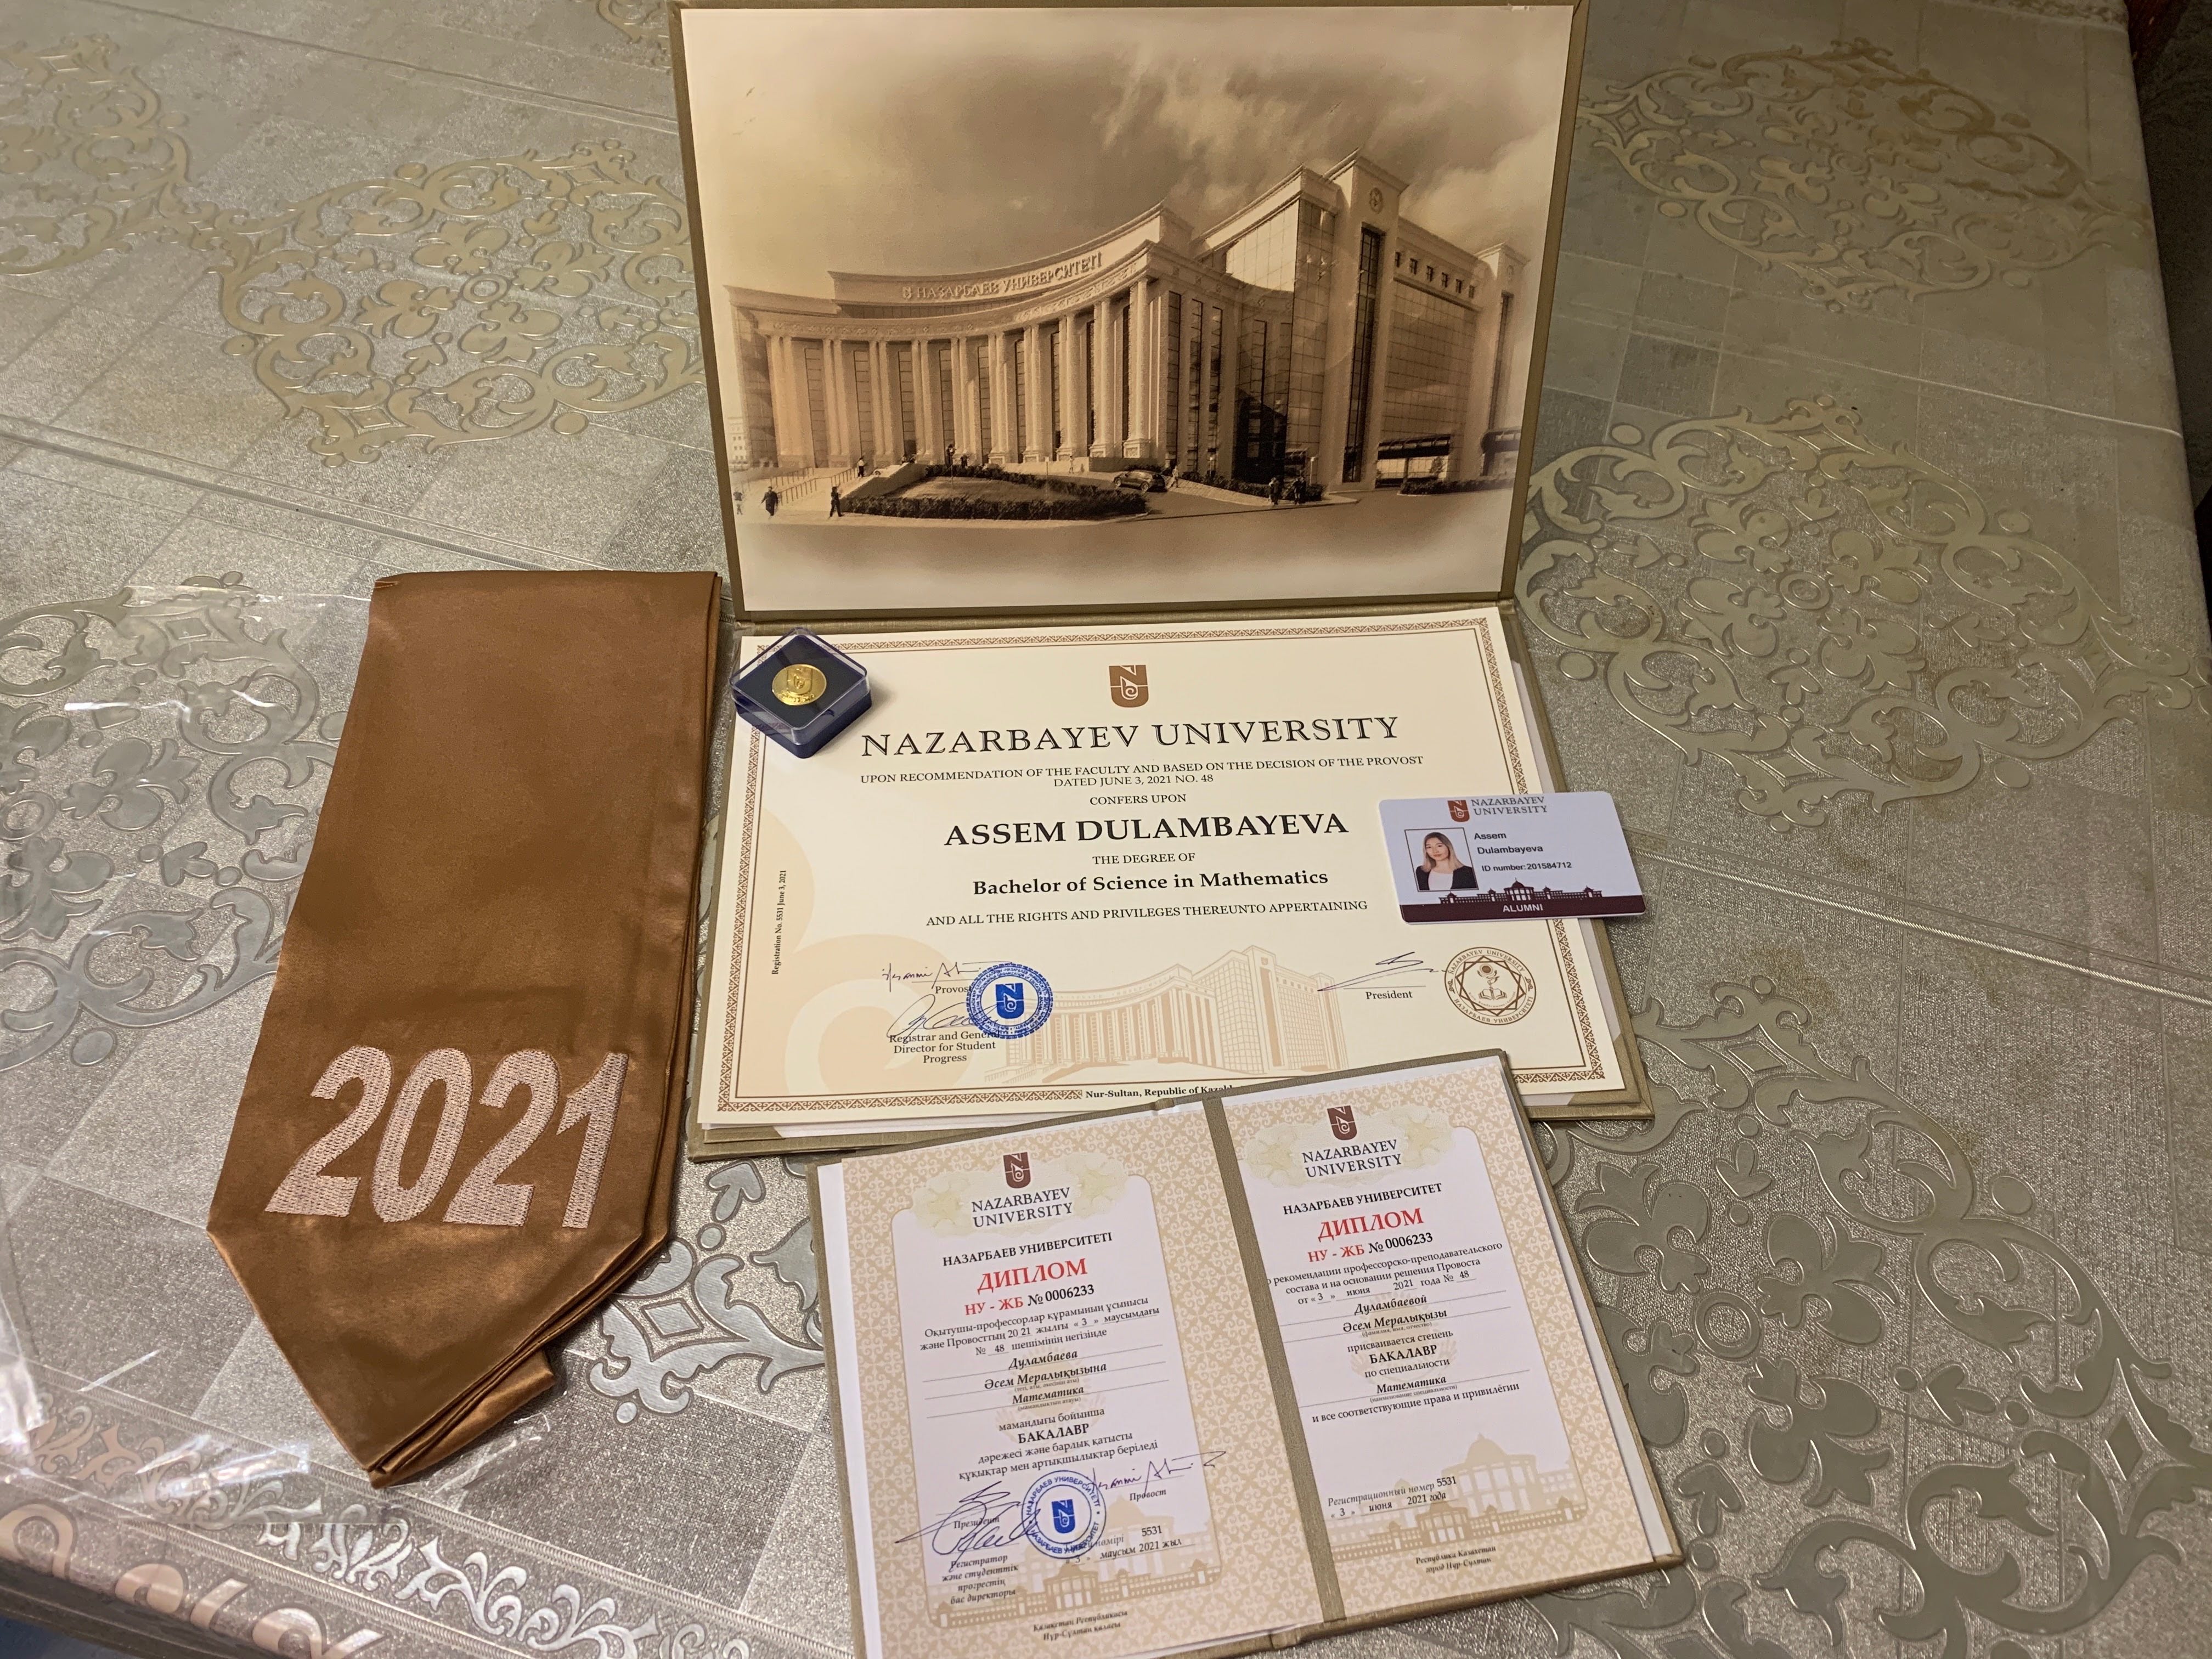 НАЗАРБАЕВ УНИВЕРСИТЕТІ
2021
NAZARBAYEV UNIVERSITY
UPON RECOMMENDATION OF THE FACULTY AND BASED ON THE DECISION OF THE PROVOST
DATED JUNE 3, 2021 NO. 48
CONFERS UPON
ASSEM DULAMBAYEVA
THE DEGREE OF
Bachelor of Science in Mathematics
AND ALL THE RIGHTS AND PRIVILEGES THEREUNTO APPERTAINING
Registration No. 5531 June 3, 2021
Provost
Registrar and General
Director for Student
Progress
President
NAZARBAYEV UNIVERSITY
НАЗАРБАЕВ УНИВЕРСИТЕТІ
Nur-Sultan, Republic of
NAZARBAYEV
UNIVERSITY
Assem
Dulambayeva
ID number:201584712
ALUMNI
NAZARBAYEV
UNIVERSITY
НАЗАРБАЕВ УНИВЕРСИТЕТІ
ДИПЛОМ
НУ - ЖБ № 0006233
Оқытушы-профессорлар құрамының ұсынысы
және Провосттың 20 21 жылғы « 3 » маусымдағы
№ 48 шешімінің негізінде
Дуламбаева
Әсем Мералықызына
Математика
мамандығы бойынша
БАКАЛАВР
дәрежесі және барлық қатысты
құқықтар мен артықшылықтар беріледі
Президент
Провост
НАЗАРБАЕВ УНИВЕРСИТЕТІ
5531
« 3 » маусым 2021 жыл
Регистратор
және студенттік
прогрестің
бас директоры
Қазақстан Республикасы
Нұр-Сұлтан қаласы
NAZARBAYEV
UNIVERSITY
НАЗАРБАЕВ УНИВЕРСИТЕТ
ДИПЛОМ
НУ - ЖБ № 0006233
рекомендации профессорско-преподавательского
состава и на основании решения Провоста
от « 3 » июня 2021 года № 48
Дуламбаевой
Әсем Мералықызы
присваивается степень
БАКАЛАВР
по специальности
Математика
и все соответствующие права и привилегии
Регистрационный номер 5531
« 3 » июня 2021 года
Республика Казахстан
город Нур-Султан